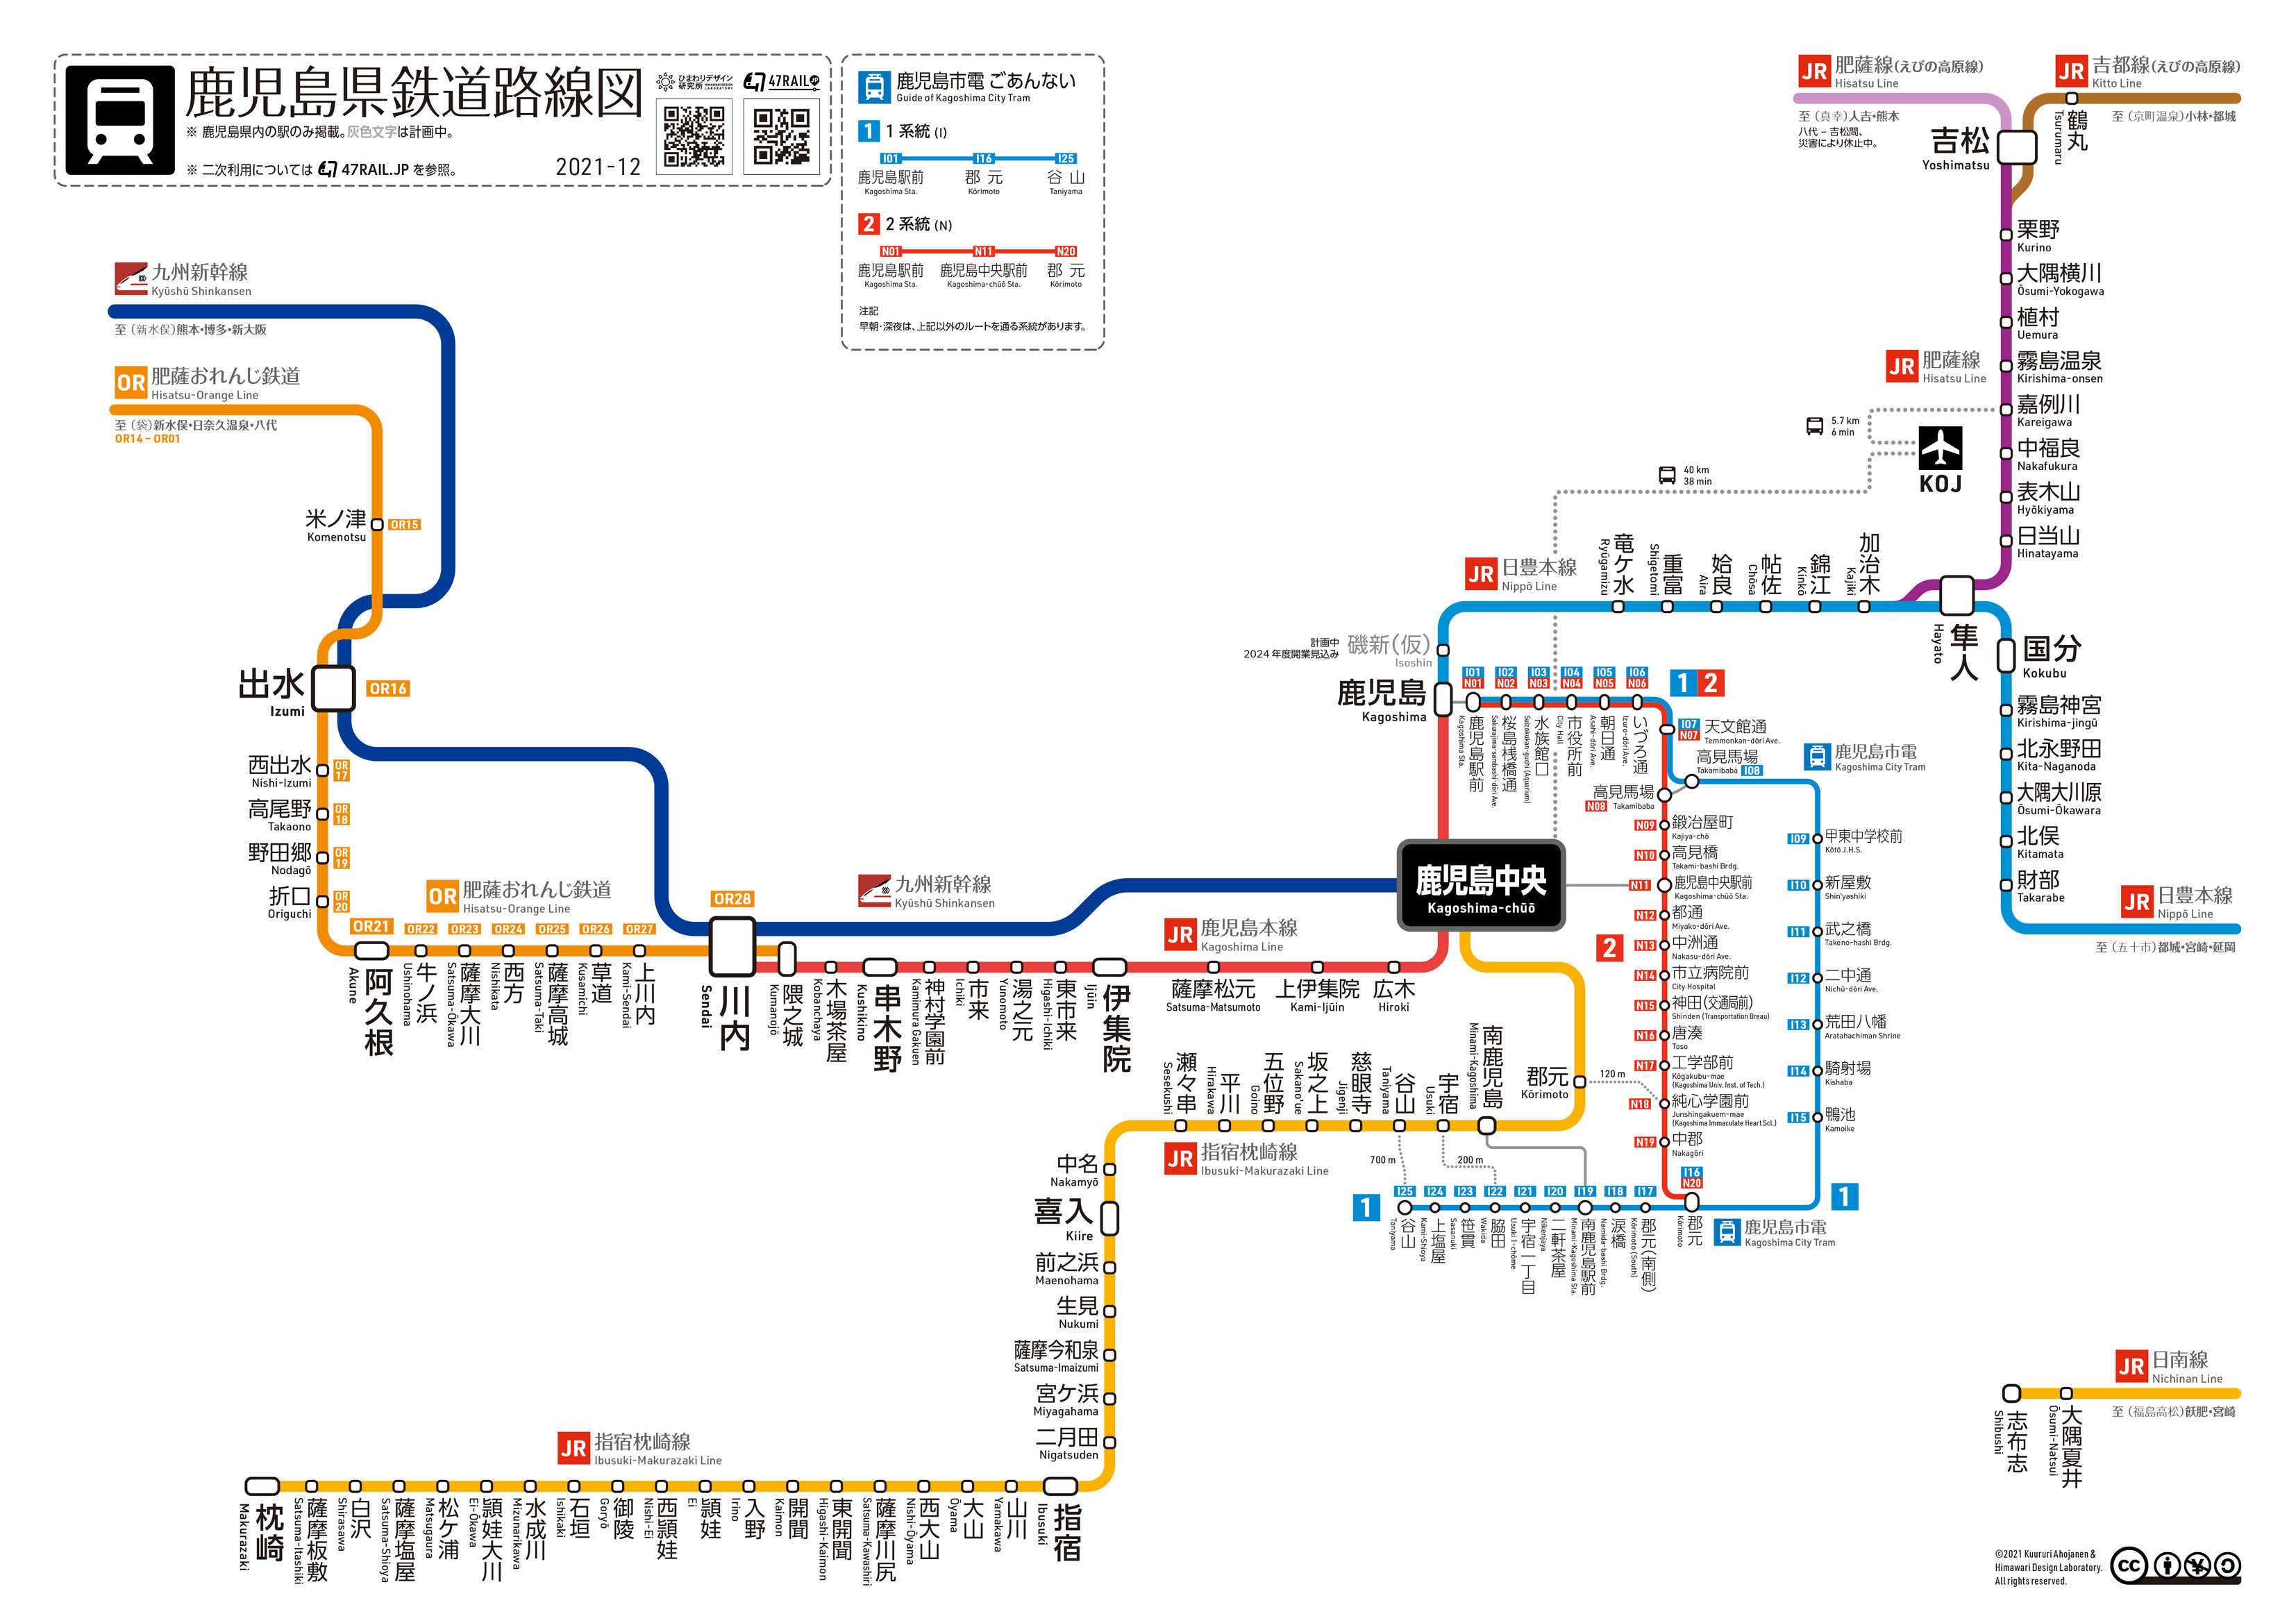 鹿児島県鉄道路線図
※ 鹿児島県内の駅のみ掲載。灰色文字は計画中。
※ 二次利用については 47RAIL.JP を参照。
2021-12
ひまわりデザイン
研究所 HIMAWARI DESIGN LABORATORY
47RAIL.JP
鹿児島市電 ごあんない
Guide of Kagoshima City Tram
1 1 系統 (I)
I01 I16 I25
鹿児島駅前 郡 元 谷 山
Kagoshima Sta. Kōrimoto Taniyama
2 2 系統 (N)
N01 N11 N20
鹿児島駅前 鹿児島中央駅前 郡 元
Kagoshima Sta. Kagoshima-chūō Sta. Kōrimoto
注記
早朝・深夜は、上記以外のルートを通る系統があります。
JR 肥薩線(えびの高原線)
Hisatsu Line
至 (真幸)人吉・熊本
八代 – 吉松間、
災害により休止中。
JR 吉都線(えびの高原線)
Kitto Line
至 (京町温泉)小林・都城
吉松
Yoshimatsu
鶴丸
Tsurumaru
栗野
Kurino
大隅横川
Ōsumi-Yokogawa
植村
Uemura
霧島温泉
Kirishima-onsen
JR 肥薩線
Hisatsu Line
嘉例川
Kareigawa
中福良
Nakafukura
表木山
Hyōkiyama
日当山
Hinatayama
5.7 km
6 min
KOJ
40 km
38 min
九州新幹線
Kyūshū Shinkansen
至 (新水俣)熊本・博多・新大阪
OR 肥薩おれんじ鉄道
Hisatsu-Orange Line
至 (袋)新水俣・日奈久温泉・八代
OR14 – OR01
米ノ津 OR15
Komenotsu
出水 OR16
Izumi
西出水 OR 17
Nishi-Izumi
高尾野 OR 18
Takaono
野田郷 OR 19
Nodagō
折口 OR 20
Origuchi
OR 肥薩おれんじ鉄道
Hisatsu-Orange Line
OR21 OR22 OR23 OR24 OR25 OR26 OR27 OR28
阿久根
Akune
牛ノ浜
Ushinohama
薩摩大川
Satsuma-Ōkawa
西方
Nishikata
薩摩高城
Satsuma-Taki
草道
Kusamichi
上川内
Kami-Sendai
川内
Sendai
隈之城
Kumanojō
木場茶屋
Kobanchaya
串木野
Kushikino
神村学園前
Kamimura Gakuen
市来
Ichiki
湯之元
Yunomoto
東市来
Higashi-Ichiki
伊集院
Ijūin
薩摩松元
Satsuma-Matsumoto
上伊集院
Kami-Ijūin
広木
Hiroki
九州新幹線
Kyūshū Shinkansen
JR 鹿児島本線
Kagoshima Line
鹿児島中央
Kagoshima-chūō
JR 日豊本線
Nippō Line
竜ケ水
Ryūgamizu
重富
Shigetomi
姶良
Aira
帖佐
Chōsa
錦江
Kinkō
加治木
Kajiki
隼人
Hayato
計画中
2024 年度開業見込み
磯新(仮)
Isoshin
鹿児島
Kagoshima
国分
Kokubu
霧島神宮
Kirishima-jingū
北永野田
Kita-Naganoda
大隅大川原
Ōsumi-Ōkawara
北俣
Kitamata
財部
Takarabe
JR 日豊本線
Nippō Line
至 (五十市)都城・宮崎・延岡
I01 I02 I03 I04 I05 I06
N01 N02 N03 N04 N05 N06
1 2
鹿児島駅前
Kagoshima Sta.
桜島桟橋通
Sakurajima-sambashi-dōri Ave.
水族館口
Suizokukan-guchi (Aquarium)
市役所前
City Hall
朝日通
Asahi-dōri Ave.
いづろ通
Izuro-dōri Ave.
I07 天文館通
N07 Temmonkan-dōri Ave.
高見馬場
Takamibaba I08
鹿児島市電
Kagoshima City Tram
高見馬場
N08 Takamibaba
N09 鍛冶屋町
Kajiya-chō
N10 高見橋
Takami-bashi Brdg.
N11 鹿児島中央駅前
Kagoshima-chūō Sta.
N12 都通
Miyako-dōri Ave.
2
N13 中洲通
Nakasu-dōri Ave.
N14 市立病院前
City Hospital
N15 神田(交通局前)
Shinden (Transportation Breau)
N16 唐湊
Toso
N17 工学部前
Kōgakubu-mae
(Kagoshima Univ. Inst. of Tech.)
N18 純心学園前
Junshingakuem-mae
(Kagoshima Immaculate Heart Scl.)
N19 中郡
Nakagōri
I09 甲東中学校前
Kōtō J.H.S.
I10 新屋敷
Shin'yashiki
I11 武之橋
Takeno-hashi Brdg.
I12 二中通
Nichū-dōri Ave.
I13 荒田八幡
Aratahachiman Shrine
I14 騎射場
Kishaba
I15 鴨池
Kamoike
I16
N20
郡元
Kōrimoto
1
鹿児島市電
Kagoshima City Tram
郡元
Kōrimoto
120 m
南鹿児島
Minami-Kagoshima
宇宿
Usuki
谷山
Taniyama
慈眼寺
Jigenji
坂之上
Sakano'ue
五位野
Goino
平川
Hirakawa
瀬々串
Sesekushi
JR 指宿枕崎線
Ibusuki-Makurazaki Line
700 m
200 m
1
I25 I24 I23 I22 I21 I20 I19 I18 I17
谷山
Taniyama
上塩屋
Kami-Shioya
笹貫
Sasanuki
脇田
Wakida
宇宿一丁目
Usuki 1-chōme
二軒茶屋
Nikenjaya
南鹿児島駅前
Minami-Kagoshima Sta.
涙橋
Namida-bashi Brdg.
郡元(南側)
Kōrimoto (South)
中名
Nakamyō
喜入
Kiire
前之浜
Maenohama
生見
Nukumi
薩摩今和泉
Satsuma-Imaizumi
宮ケ浜
Miyagahama
二月田
Nigatsuden
JR 指宿枕崎線
Ibusuki-Makurazaki Line
枕崎
Makurazaki
薩摩板敷
Satsuma-Itashiki
白沢
Shirasawa
薩摩塩屋
Satsuma-Shioya
松ケ浦
Matsugaura
頴娃大川
Ei-Ōkawa
水成川
Mizunarikawa
石垣
Ishikaki
御陵
Goryō
西頴娃
Nishi-Ei
頴娃
Ei
入野
Irino
開聞
Kaimon
東開聞
Higashi-Kaimon
薩摩川尻
Satsuma-Kawashiri
西大山
Nishi-Ōyama
大山
Ōyama
山川
Yamakawa
指宿
Ibusuki
JR 日南線
Nichinan Line
至 (福島高松)飫肥・宮崎
志布志
Shibushi
大隅夏井
Ōsumi-Natsui
©2021 Kuururi Ahojanen &
Himawari Design Laboratory.
All rights reserved.
cc